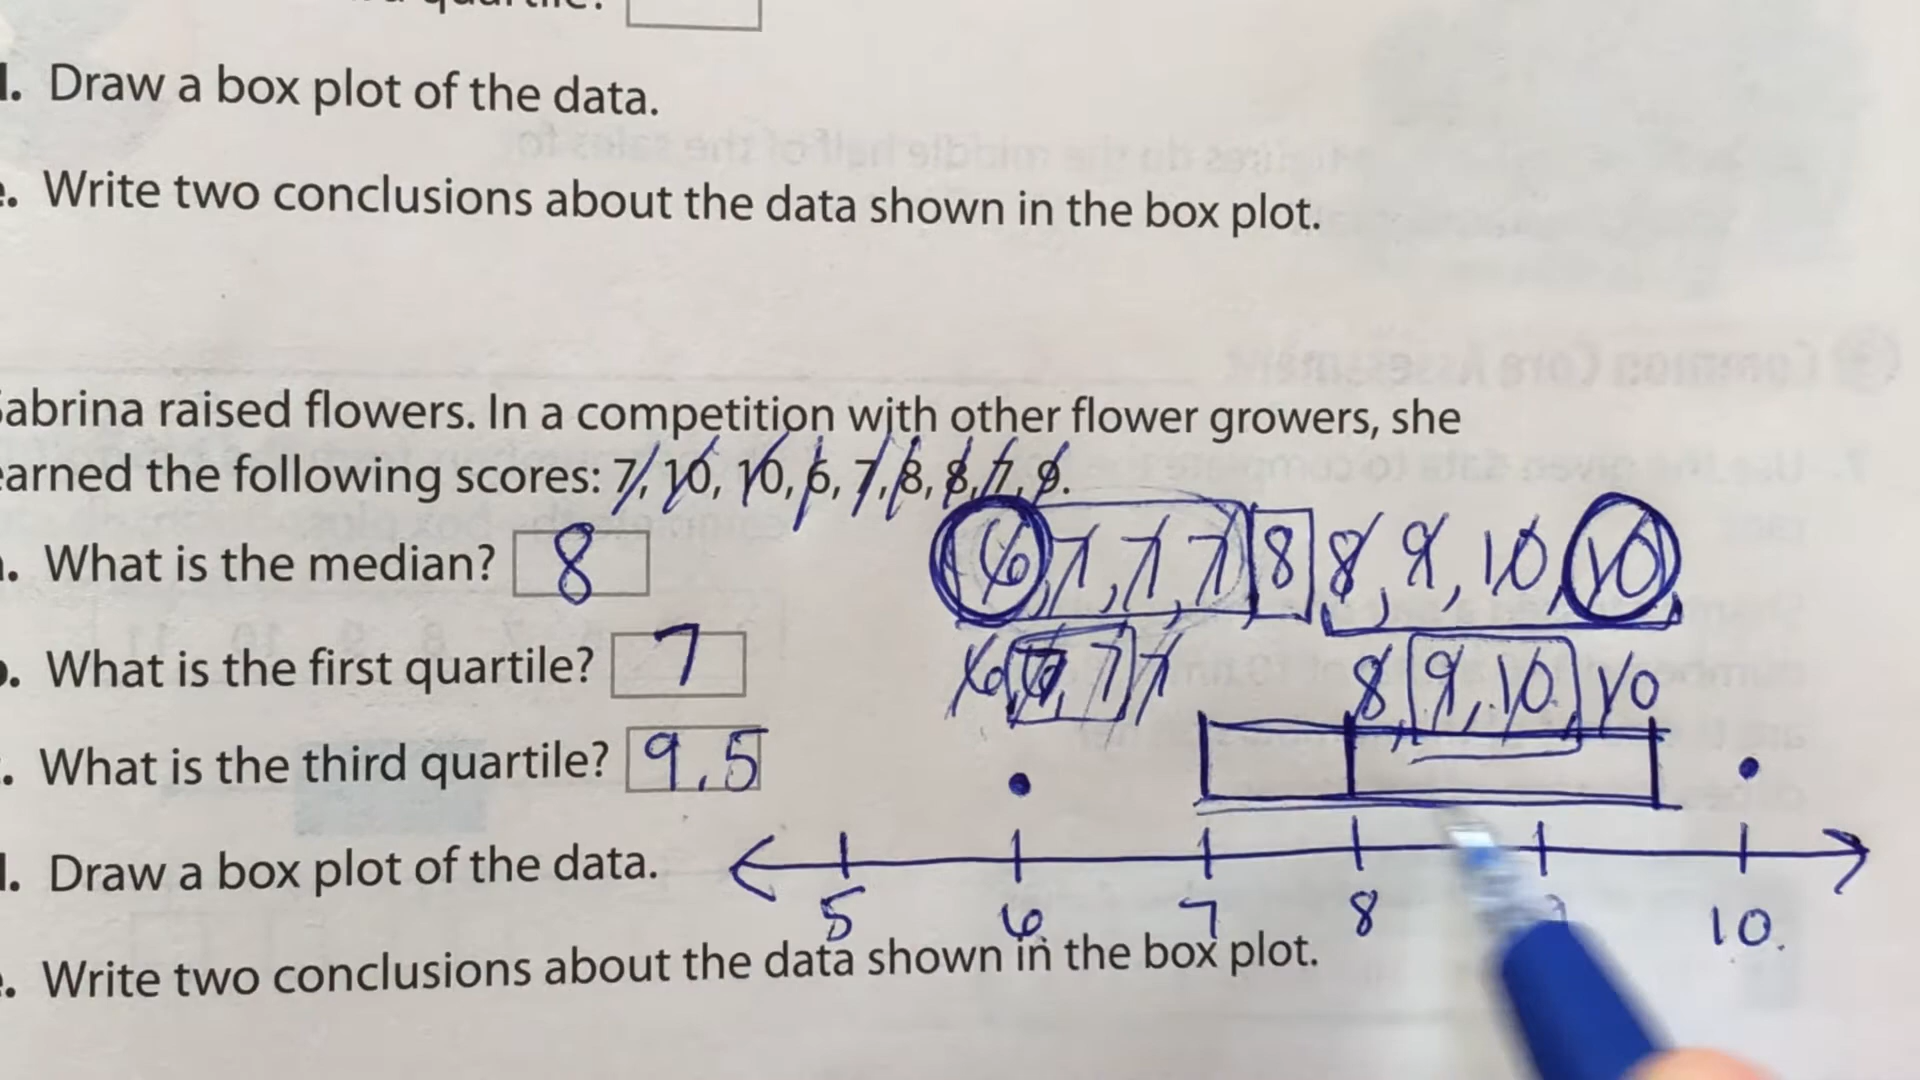 Draw a box plot of the data.
Write two conclusions about the data shown in the box plot.
abrina raised flowers. In a competition with other flower growers, she
earned the following scores: 7, 10, 10, 6, 7, 8, 8, 7, 9.
What is the median? 8
6, 7, 7, 7 8 8, 9, 10, 10
What is the first quartile? 7
8, 9, 10, 10
What is the third quartile? 9.5
Draw a box plot of the data.
5 6 7 8 10
Write two conclusions about the data shown in the box plot.